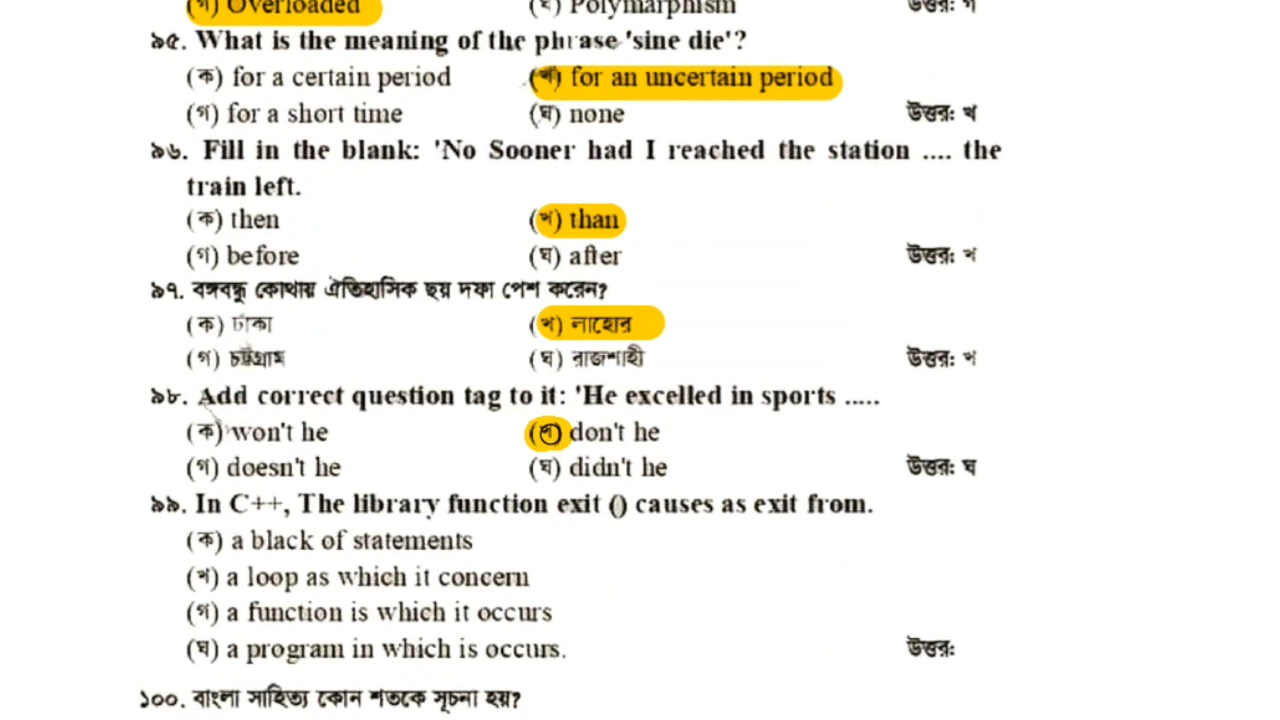 (গ) Overloaded (ঘ) Polymarphism উত্তর: গ
৯৫. What is the meaning of the phrase 'sine die'?
(ক) for a certain period (খ) for an uncertain period
(গ) for a short time (ঘ) none উত্তর: খ
৯৬. Fill in the blank: 'No Sooner had I reached the station .... the
train left.
(ক) then (খ) than
(গ) before (ঘ) after উত্তর: খ
৯৭. বঙ্গবন্ধু কোথায় ঐতিহাসিক ছয় দফা পেশ করেন?
(ক) ঢাকা (খ) লাহোর
(গ) চট্টগ্রাম (ঘ) রাজশাহী উত্তর: খ
৯৮. Add correct question tag to it: 'He excelled in sports .....
(ক) won't he (খ) don't he
(গ) doesn't he (ঘ) didn't he উত্তর: ঘ
৯৯. In C++, The library function exit () causes as exit from.
(ক) a black of statements
(খ) a loop as which it concern
(গ) a function is which it occurs
(ঘ) a program in which is occurs. উত্তর:
১০০. বাংলা সাহিত্য কোন শতকে সূচনা হয়?